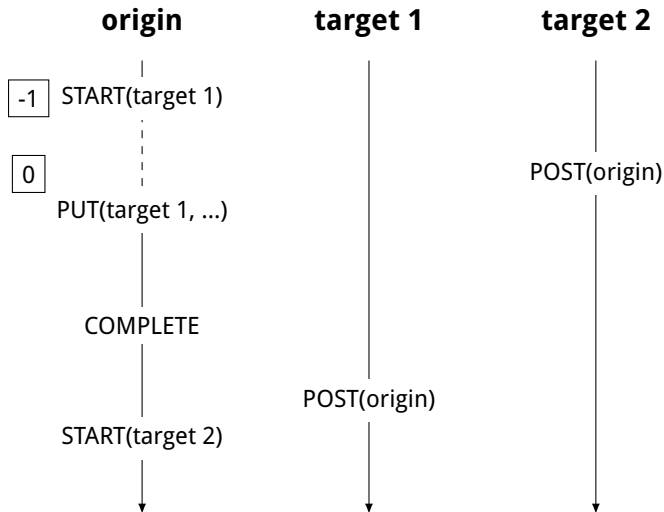 origin
target 1
target 2
-1
START(target 1)
0
POST(origin)
PUT(target 1, ...)
COMPLETE
POST(origin)
START(target 2)